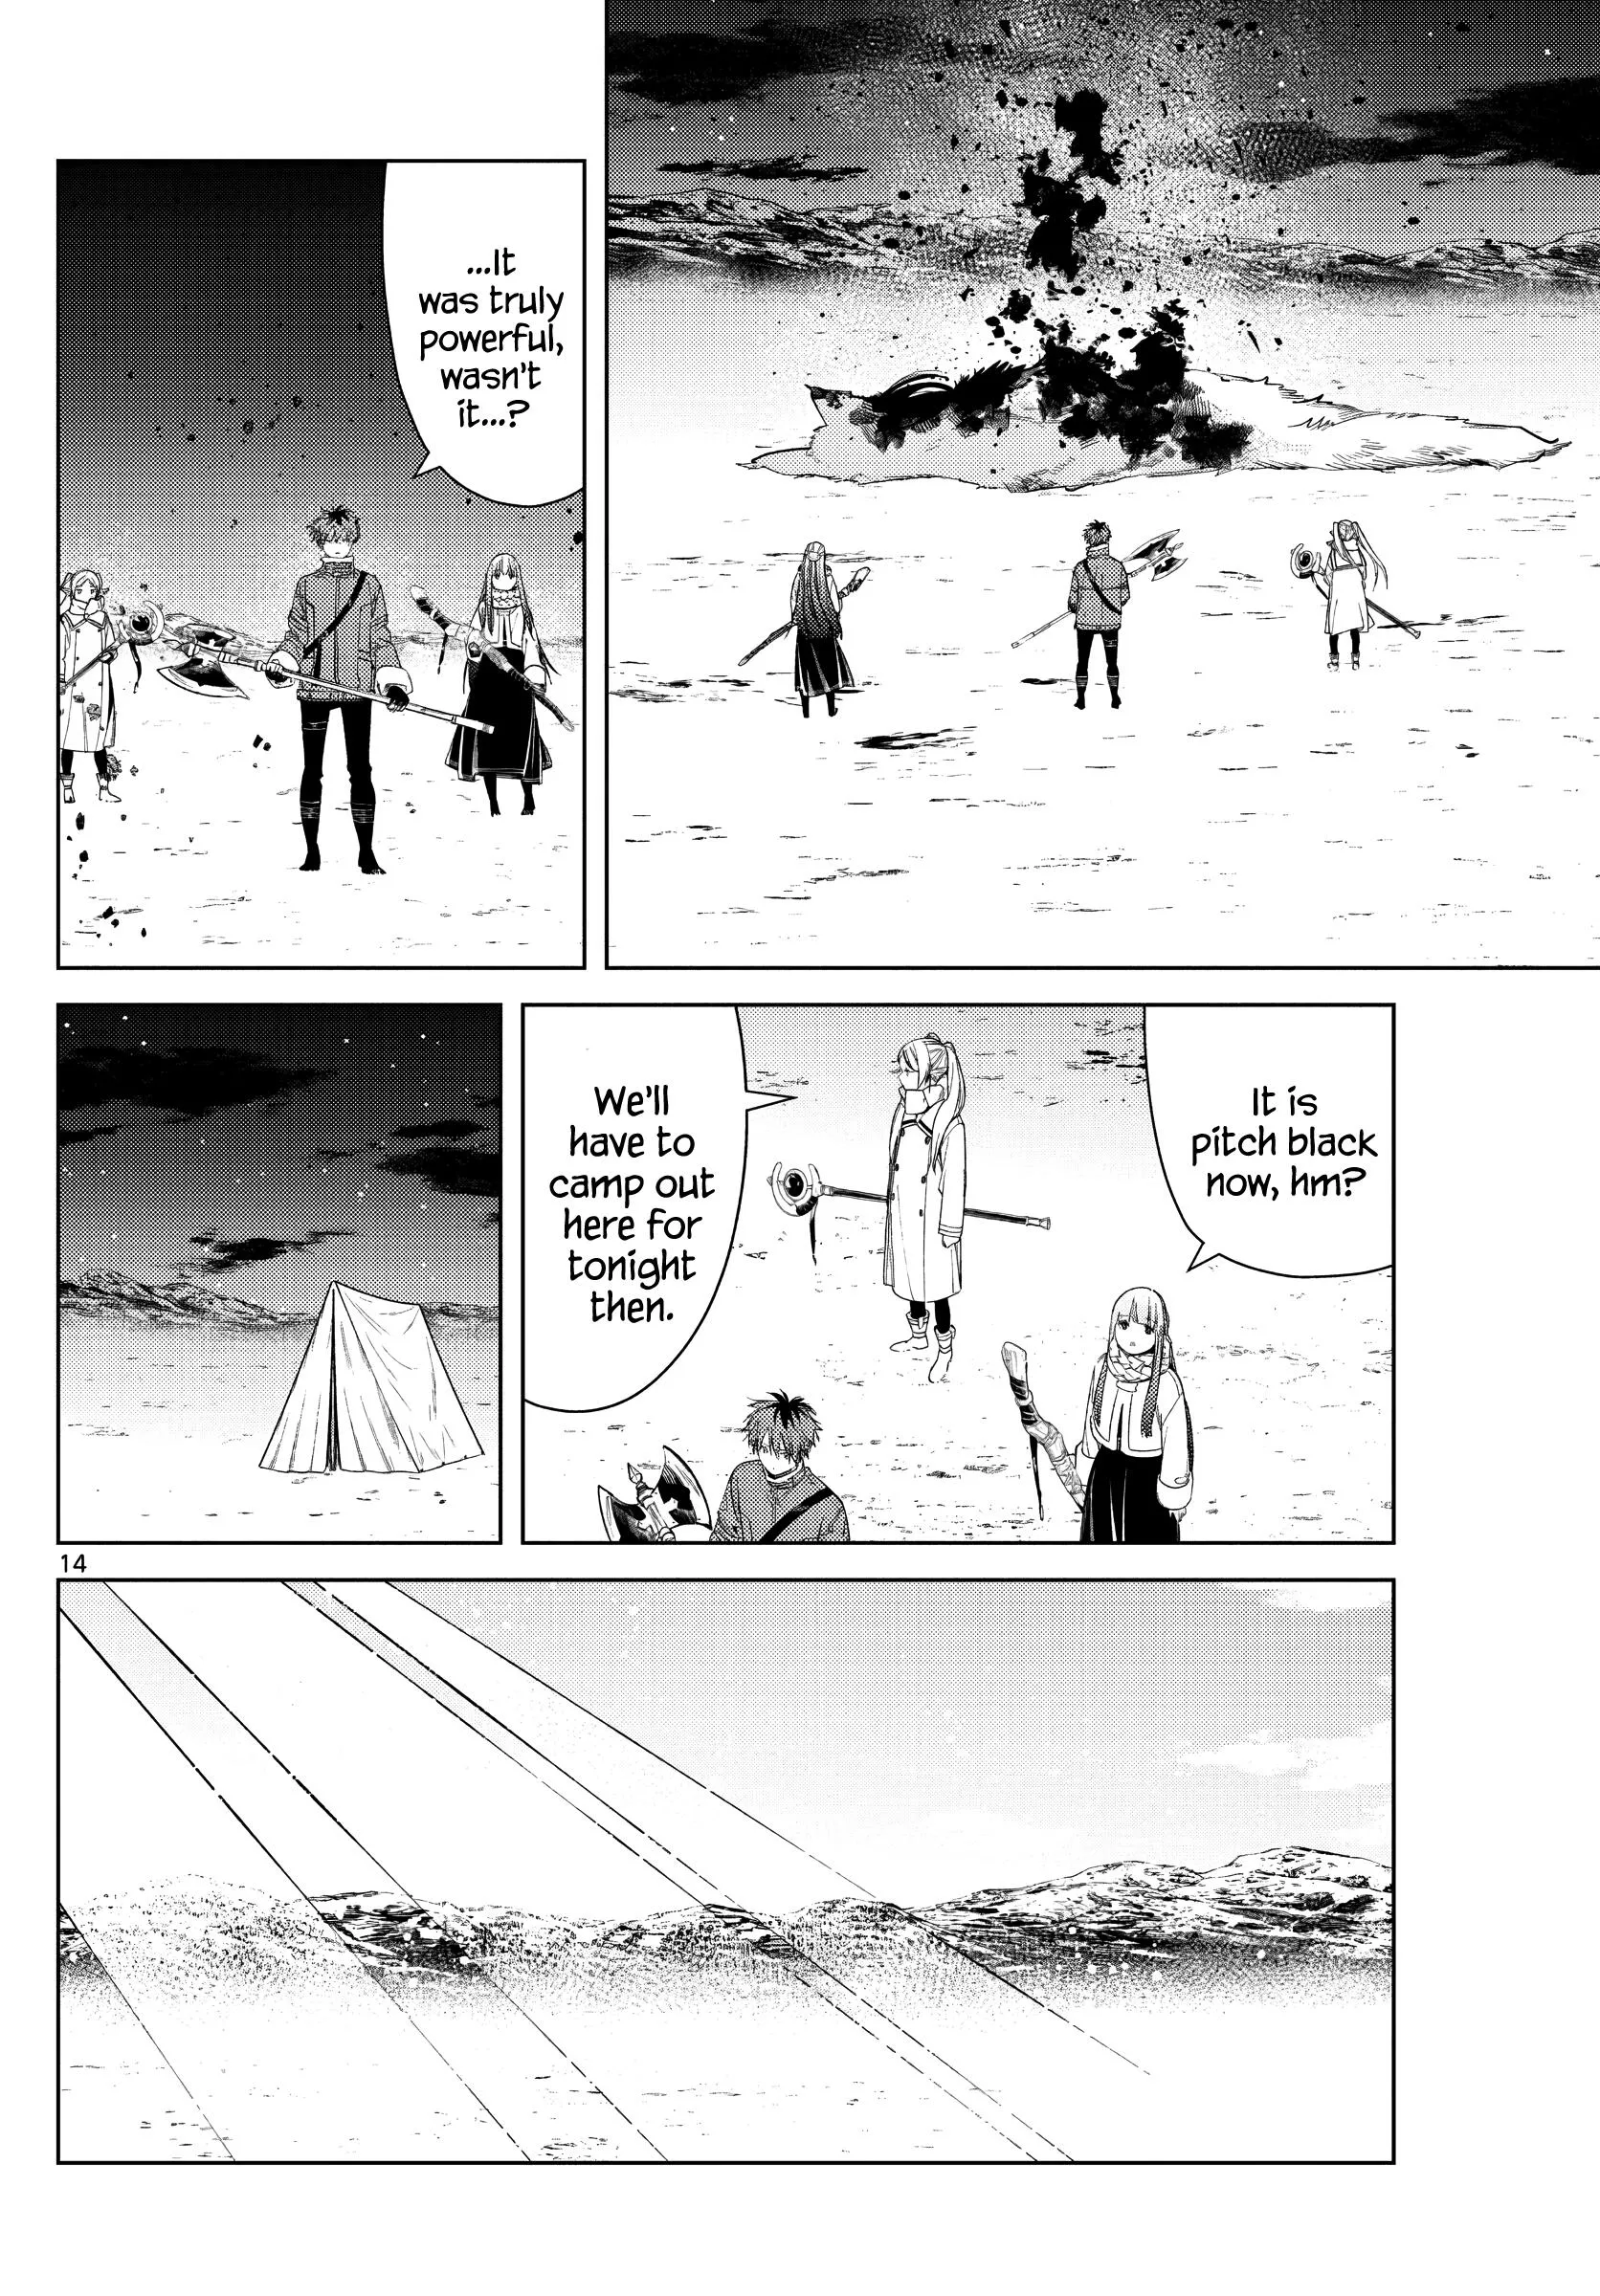 ...It
was truly
powerful,
wasn't
it...?
It is
pitch black
now, hm?
We'll
have to
camp out
here for
tonight
then.
14